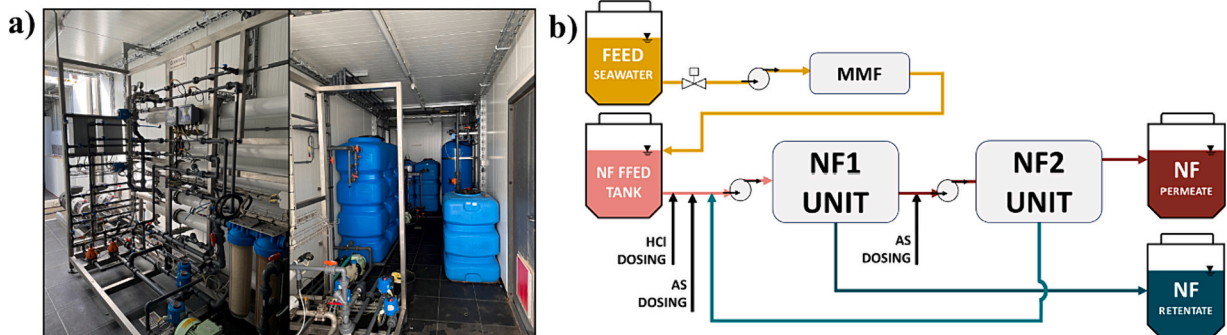 a)
b)
FEED
SEAWATER
MMF
NF FFED
TANK
NF1
UNIT
NF2
UNIT
NF
PERMEATE
HCl
DOSING
AS
DOSING
AS
DOSING
NF
RETENTATE